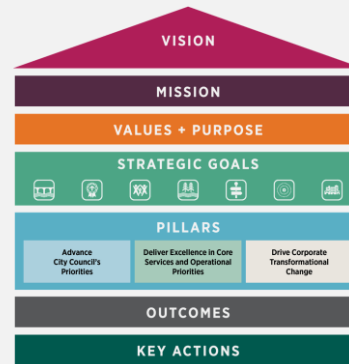 VISION
MISSION
VALUES + PURPOSE
STRATEGIC GOALS
PILLARS
Advance
City Council's
Priorities
Deliver Excellence in Core
Services and Operational
Priorities
Drive Corporate
Transformational
Change
OUTCOMES
KEY ACTIONS